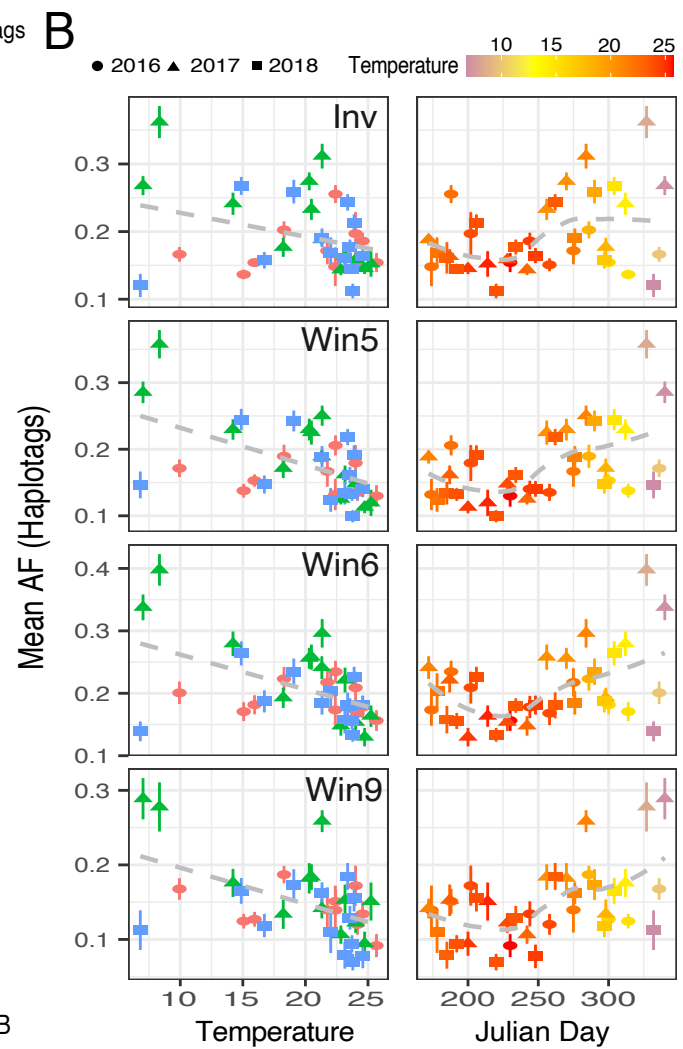 ags B
2016 2017 2018 Temperature 10 15 20 25
Inv
0.3
0.2
0.1
Win5
0.3
0.2
0.1
Win6
0.4
0.3
0.2
0.1
Win9
0.3
0.2
0.1
Mean AF (Haplotags)
10 15 20 25 200 250 300
B Temperature Julian Day